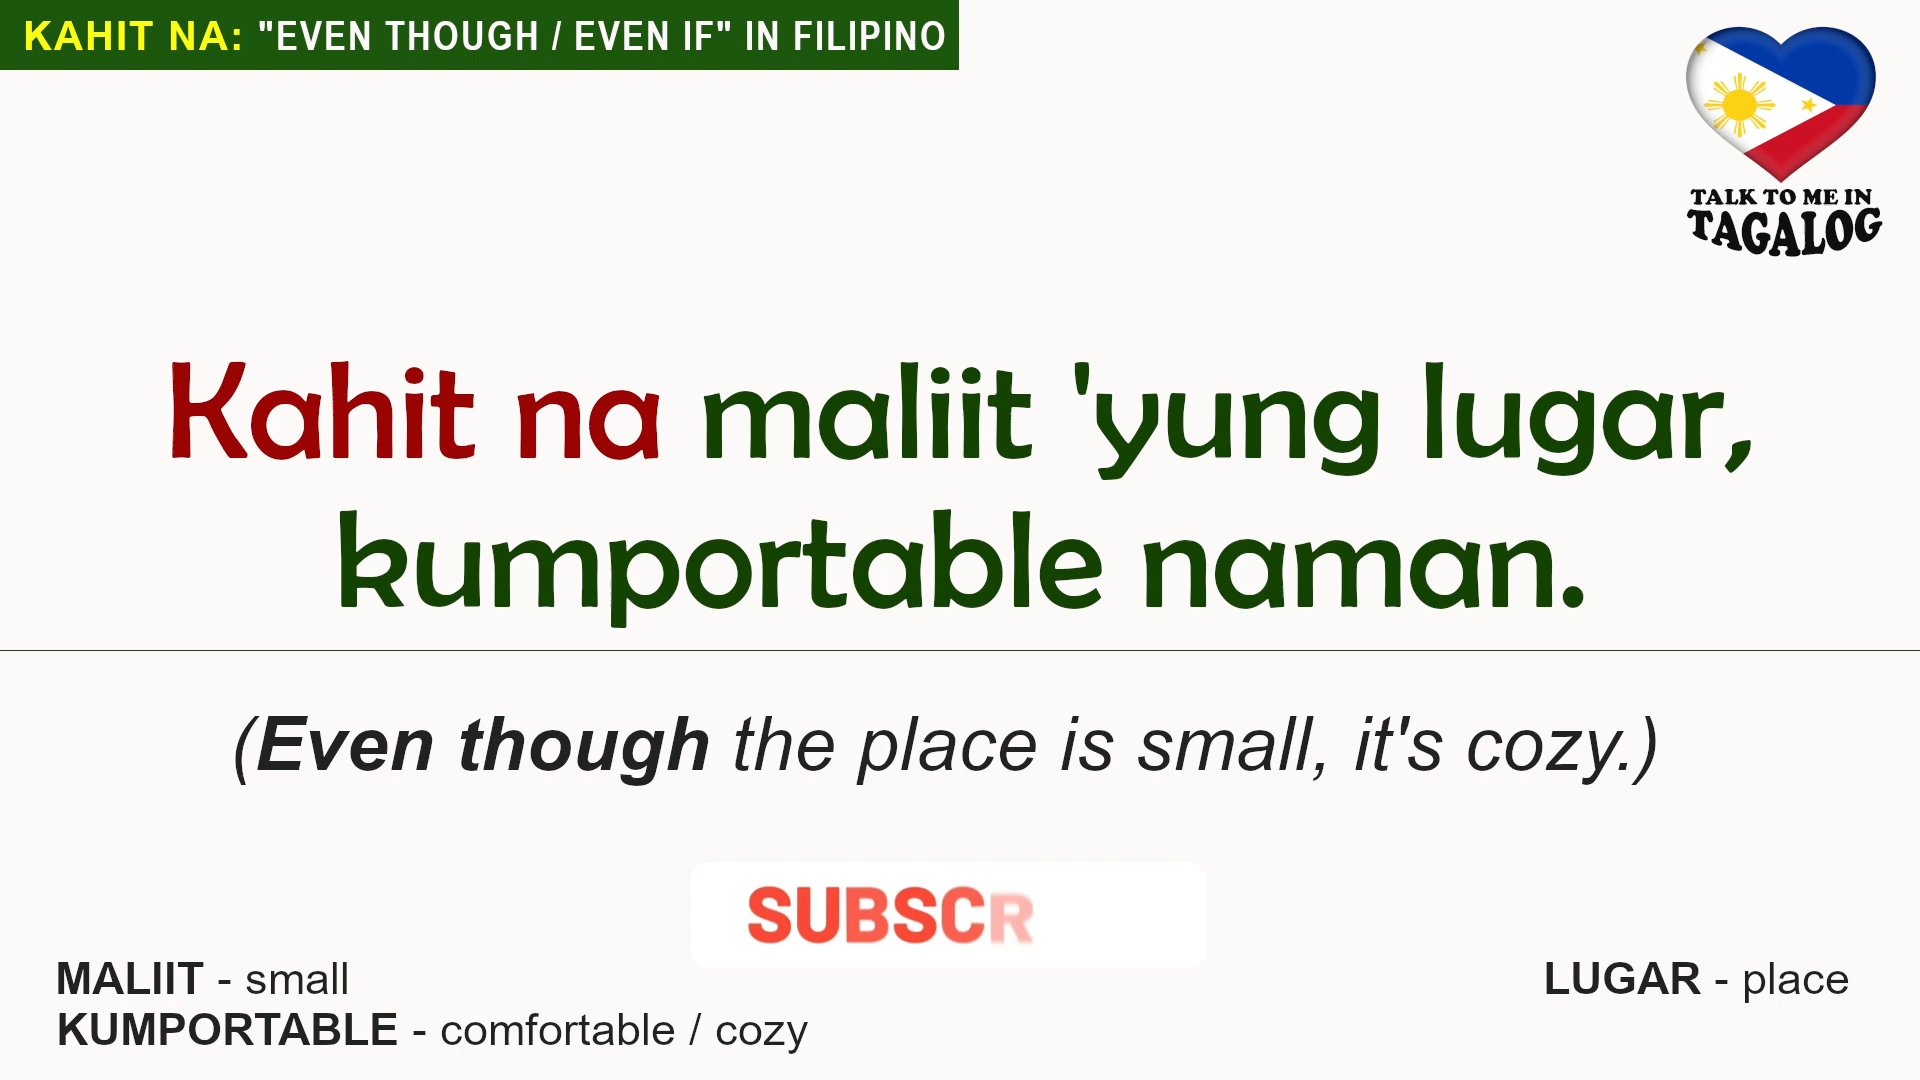 KAHIT NA: "EVEN THOUGH / EVEN IF" IN FILIPINO
TALK TO ME IN
TAGALOG
Kahit na maliit 'yung lugar,
kumportable naman.
(Even though the place is small, it's cozy.)
SUBSCR
MALIIT - small
KUMPORTABLE - comfortable / cozy
LUGAR - place